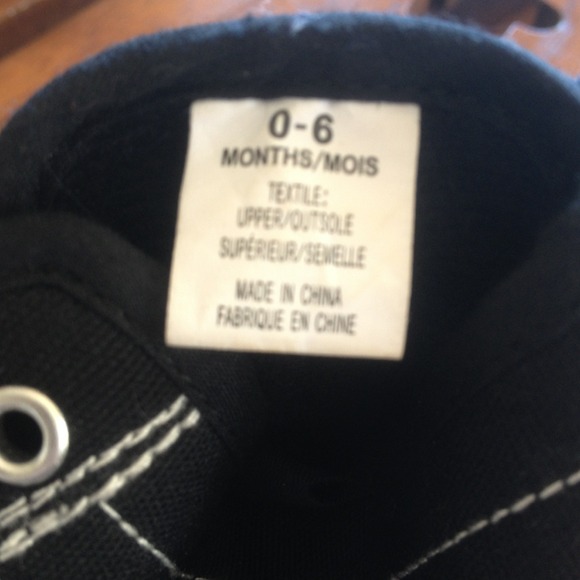 0-6
MONTHS/MOIS
TEXTILE:
UPPER/OUTSOLE
SUPÉRIEUR/SEMELLE
MADE IN CHINA
FABRIQUE EN CHINE